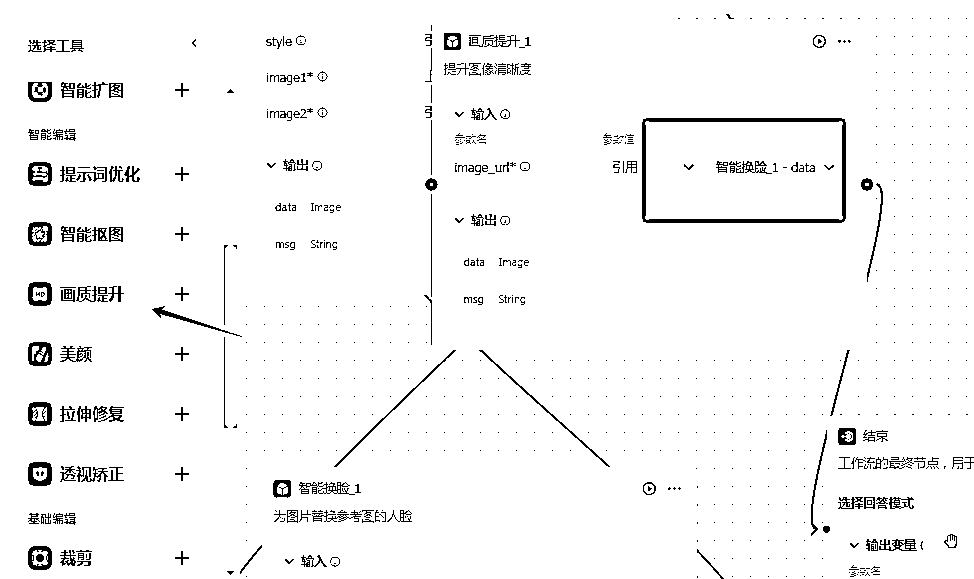 选择工具
智能扩图
智能编辑
提示词优化
智能抠图
画质提升
美颜
拉伸修复
透视矫正
基础编辑
裁剪
style
image1*
image2*
输出
data Image
msg String
画质提升_1
提升图像清晰度
输入
参数名 参数值
image_url* 引用 智能换脸_1 - data
输出
data Image
msg String
智能换脸_1
为图片替换参考图的人脸
输入
结束
工作流的最终节点，用于
选择回答模式
输出变量
参数名